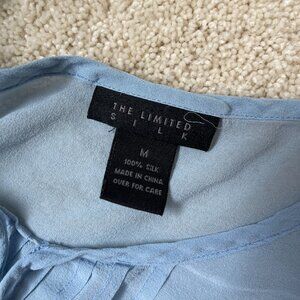 THE LIMITED
SILK
M
100% SILK
MADE IN CHINA
OVER FOR CARE